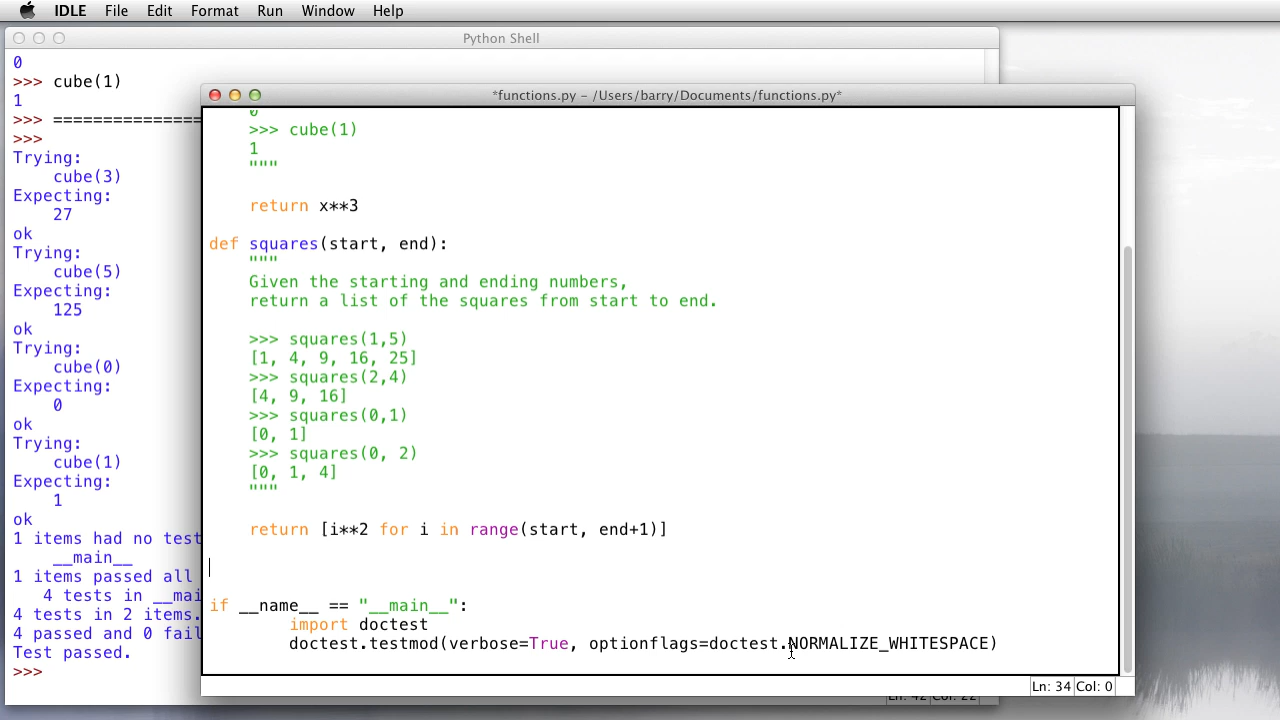 IDLE File Edit Format Run Window Help
Python Shell
0
>>> cube(1)
1
>>> ================
>>>
Trying:
    cube(3)
Expecting:
    27
ok
Trying:
    cube(5)
Expecting:
    125
ok
Trying:
    cube(0)
Expecting:
    0
ok
Trying:
    cube(1)
Expecting:
    1
ok
1 items had no test
    __main__
1 items passed all
   4 tests in __mai
4 tests in 2 items.
4 passed and 0 fail
Test passed.
>>>
*functions.py - /Users/barry/Documents/functions.py*
    0
    >>> cube(1)
    1
    """
    return x**3
def squares(start, end):
    """
    Given the starting and ending numbers,
    return a list of the squares from start to end.
    >>> squares(1,5)
    [1, 4, 9, 16, 25]
    >>> squares(2,4)
    [4, 9, 16]
    >>> squares(0,1)
    [0, 1]
    >>> squares(0, 2)
    [0, 1, 4]
    """
    return [i**2 for i in range(start, end+1)]
if __name__ == "__main__":
        import doctest
        doctest.testmod(verbose=True, optionflags=doctest.NORMALIZE_WHITESPACE)
Ln: 34 Col: 0
Ln: 42 Col: 22